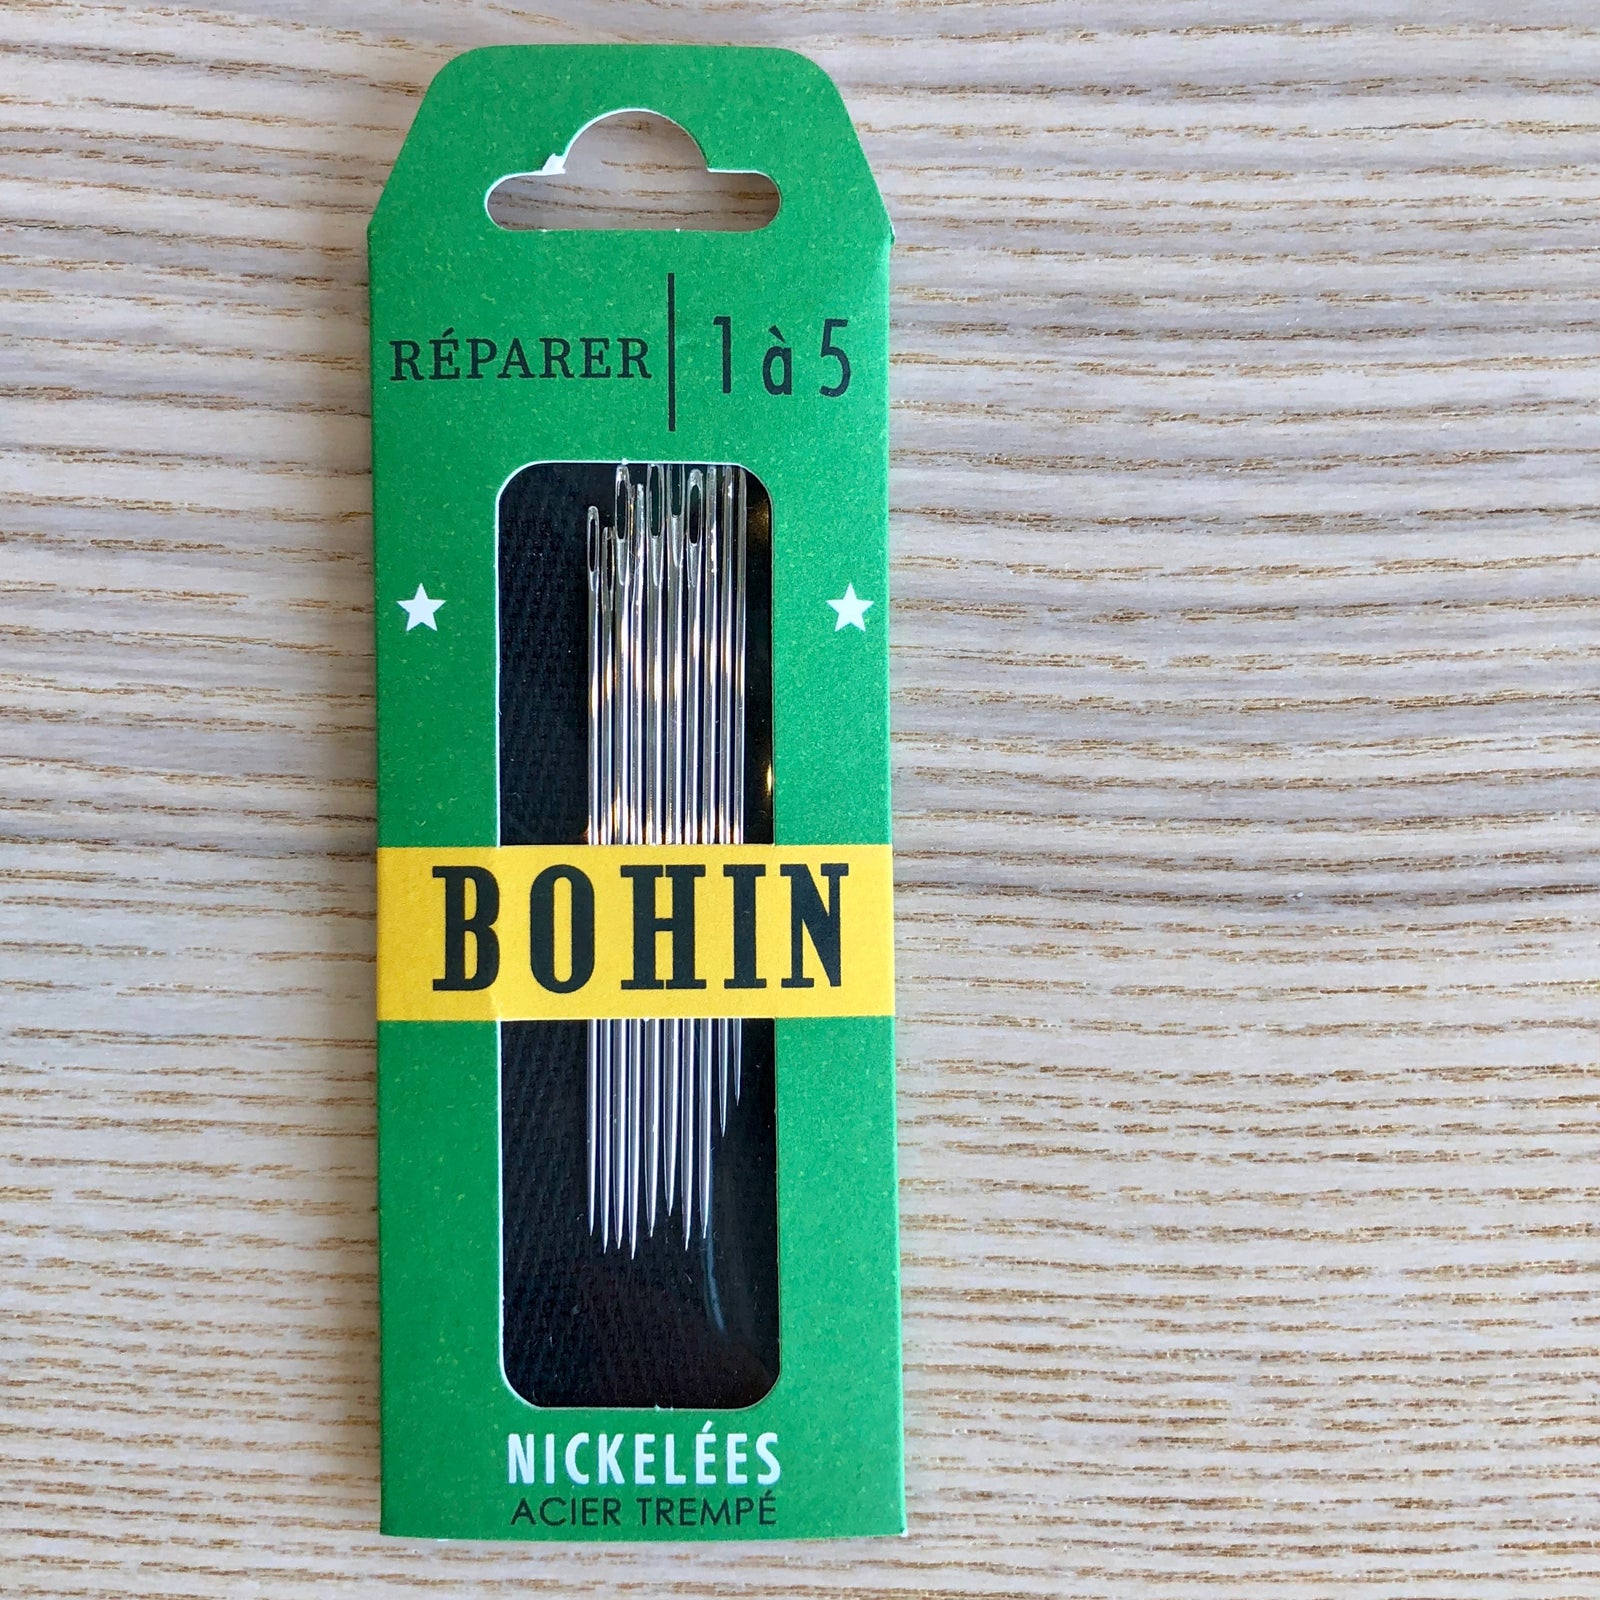 RÉPARER | 1 à 5
BOHIN
NICKELÉES
ACIER TREMPÉ